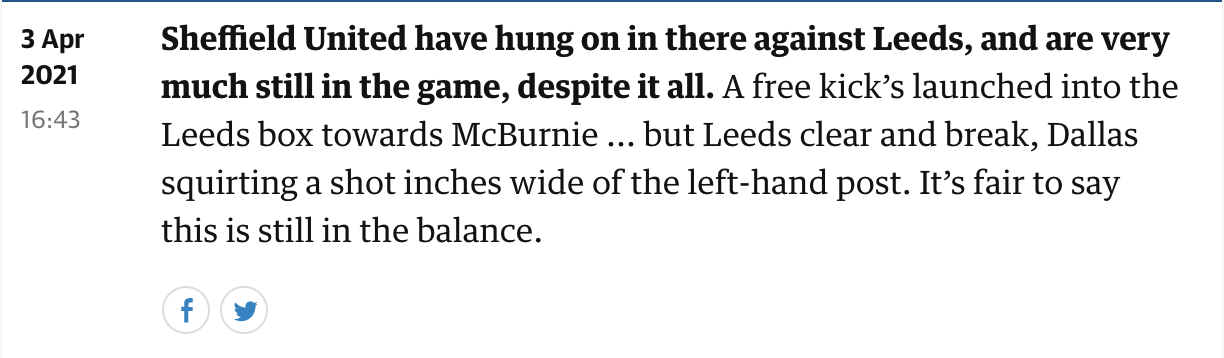 3 Apr
2021
16:43
Sheffield United have hung on in there against Leeds, and are very
much still in the game, despite it all. A free kick’s launched into the
Leeds box towards McBurnie ... but Leeds clear and break, Dallas
squirting a shot inches wide of the left-hand post. It’s fair to say
this is still in the balance.